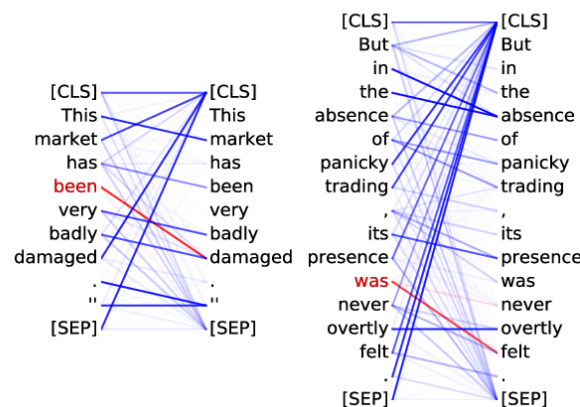 [CLS] [CLS]
This This
market market
has has
been been
very very
badly badly
damaged damaged
. .
" "
[SEP] [SEP]
[CLS] [CLS]
But But
in in
the the
absence absence
of of
panicky panicky
trading trading
, ,
its its
presence presence
was was
never never
overtly overtly
felt felt
. .
[SEP] [SEP]